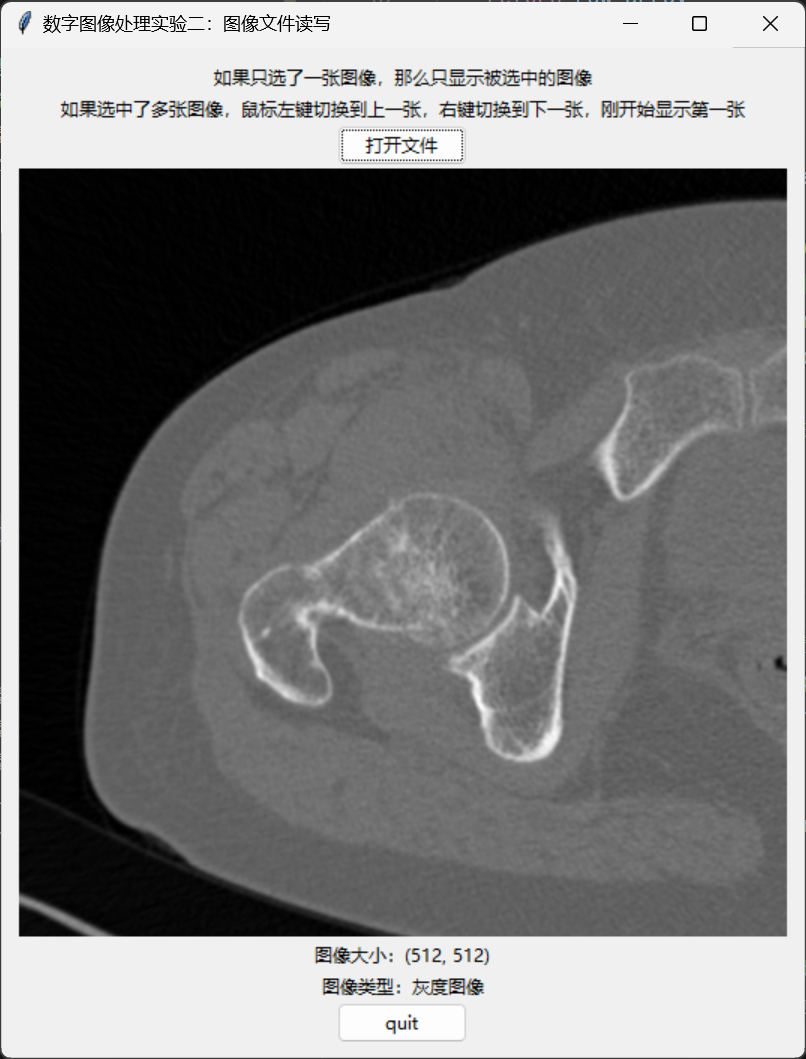 数字图像处理实验二：图像文件读写
如果只选了一张图像，那么只显示被选中的图像
如果选中了多张图像，鼠标左键切换到上一张，右键切换到下一张，刚开始显示第一张
打开文件
图像大小：(512, 512)
图像类型：灰度图像
quit